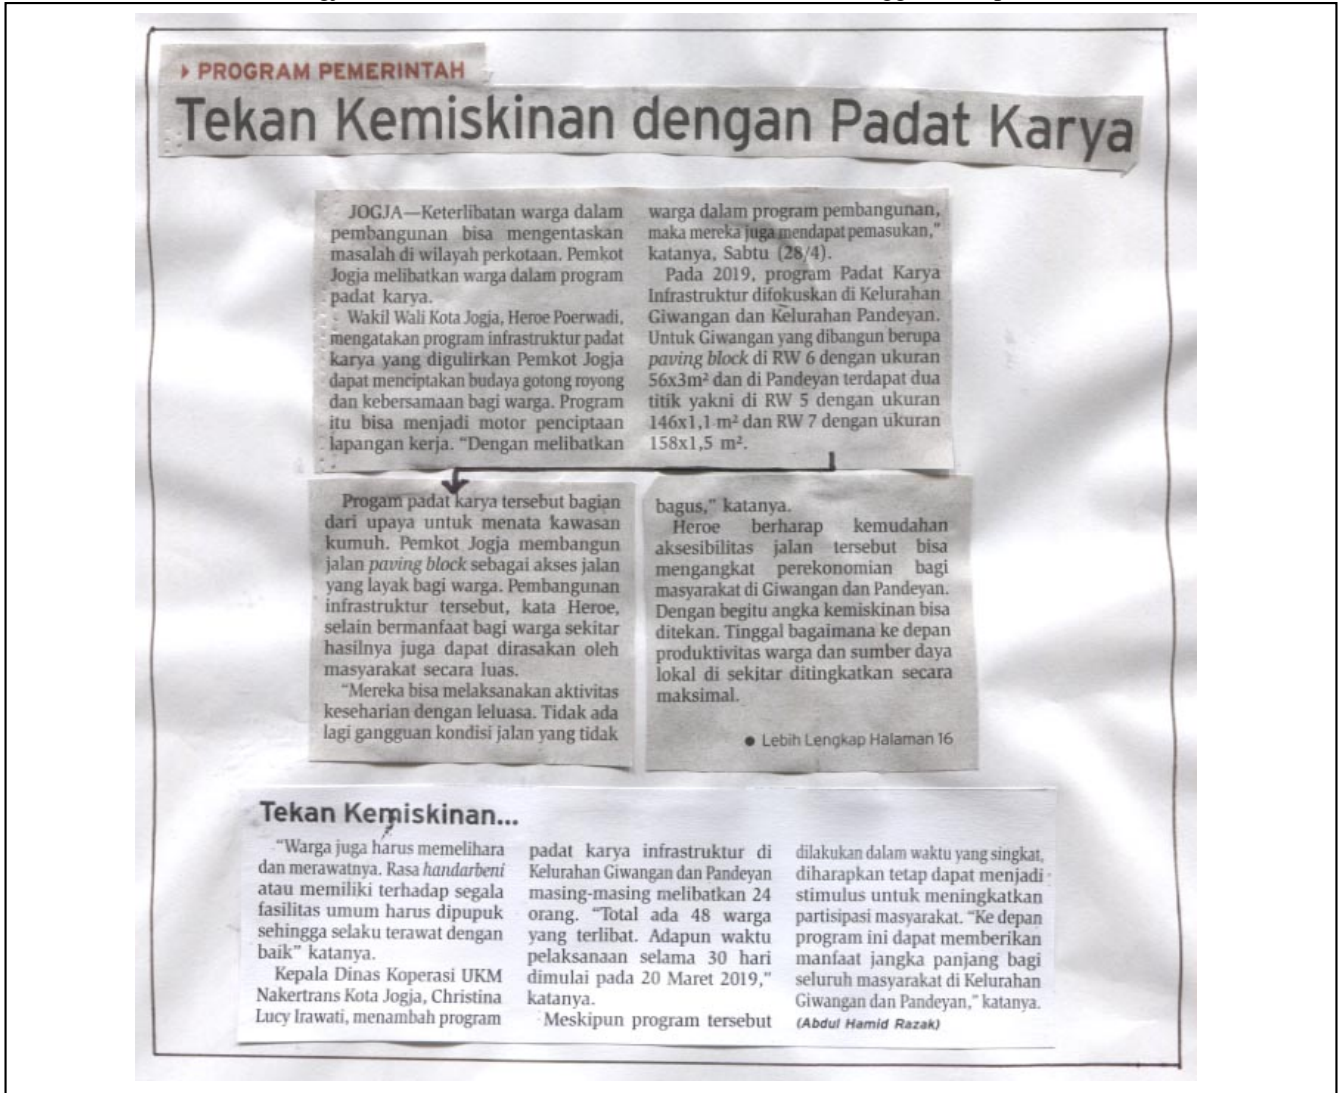 PROGRAM PEMERINTAH
Tekan Kemiskinan dengan Padat Karya
JOGJA—Keterlibatan warga dalam
pembangunan bisa mengentaskan
masalah di wilayah perkotaan. Pemkot
Jogja melibatkan warga dalam program
padat karya.
Wakil Wali Kota Jogja, Heroe Poerwadi,
mengatakan program infrastruktur padat
karya yang digulirkan Pemkot Jogja
dapat menciptakan budaya gotong royong
dan kebersamaan bagi warga. Program
itu bisa menjadi motor penciptaan
lapangan kerja. “Dengan melibatkan
warga dalam program pembangunan,
maka mereka juga mendapat pemasukan,”
katanya, Sabtu (28/4).
Pada 2019, program Padat Karya
Infrastruktur difokuskan di Kelurahan
Giwangan dan Kelurahan Pandeyan.
Untuk Giwangan yang dibangun berupa
paving block di RW 6 dengan ukuran
56x3m² dan di Pandeyan terdapat dua
titik yakni di RW 5 dengan ukuran
146x1,1 m² dan RW 7 dengan ukuran
158x1,5 m².
Progam padat karya tersebut bagian
dari upaya untuk menata kawasan
kumuh. Pemkot Jogja membangun
jalan paving block sebagai akses jalan
yang layak bagi warga. Pembangunan
infrastruktur tersebut, kata Heroe,
selain bermanfaat bagi warga sekitar
hasilnya juga dapat dirasakan oleh
masyarakat secara luas.
“Mereka bisa melaksanakan aktivitas
keseharian dengan leluasa. Tidak ada
lagi gangguan kondisi jalan yang tidak
bagus,” katanya.
Heroe berharap kemudahan
aksesibilitas jalan tersebut bisa
mengangkat perekonomian bagi
masyarakat di Giwangan dan Pandeyan.
Dengan begitu angka kemiskinan bisa
ditekan. Tinggal bagaimana ke depan
produktivitas warga dan sumber daya
lokal di sekitar ditingkatkan secara
maksimal.
● Lebih Lengkap Halaman 16
Tekan Kemiskinan...
“Warga juga harus memelihara
dan merawatnya. Rasa handarbeni
atau memiliki terhadap segala
fasilitas umum harus dipupuk
sehingga selaku terawat dengan
baik” katanya.
Kepala Dinas Koperasi UKM
Nakertrans Kota Jogja, Christina
Lucy Irawati, menambah program
padat karya infrastruktur di
Kelurahan Giwangan dan Pandeyan
masing-masing melibatkan 24
orang. “Total ada 48 warga
yang terlibat. Adapun waktu
pelaksanaan selama 30 hari
dimulai pada 20 Maret 2019,”
katanya.
Meskipun program tersebut
dilakukan dalam waktu yang singkat,
diharapkan tetap dapat menjadi
stimulus untuk meningkatkan
partisipasi masyarakat. “Ke depan
program ini dapat memberikan
manfaat jangka panjang bagi
seluruh masyarakat di Kelurahan
Giwangan dan Pandeyan,” katanya.
(Abdul Hamid Razak)